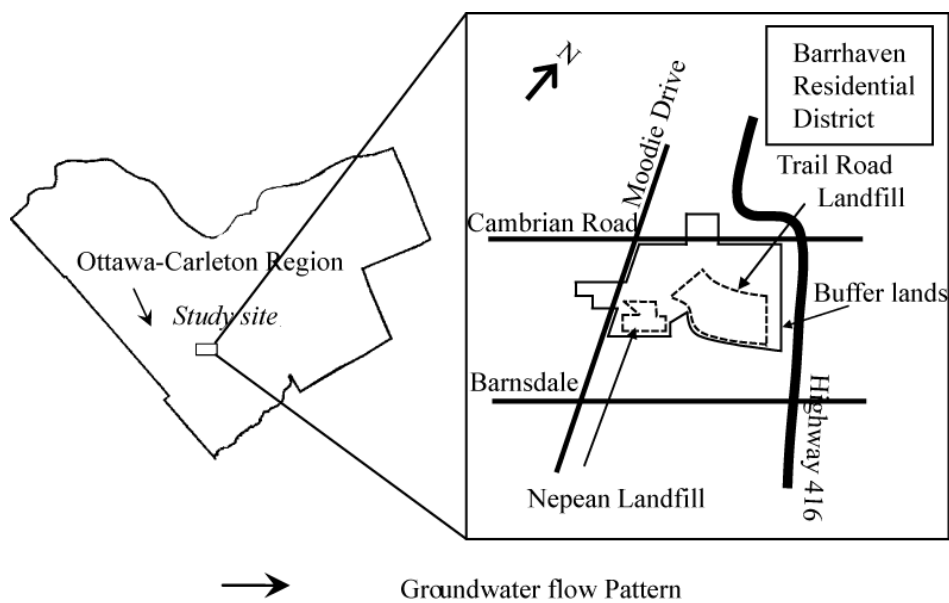 Barrhaven
Residential
District
N
Moodie Drive
Trail Road
Landfill
Cambrian Road
Ottawa-Carleton Region
Study site
Buffer lands
Barnsdale
Highway 416
Nepean Landfill
Groundwater flow Pattern